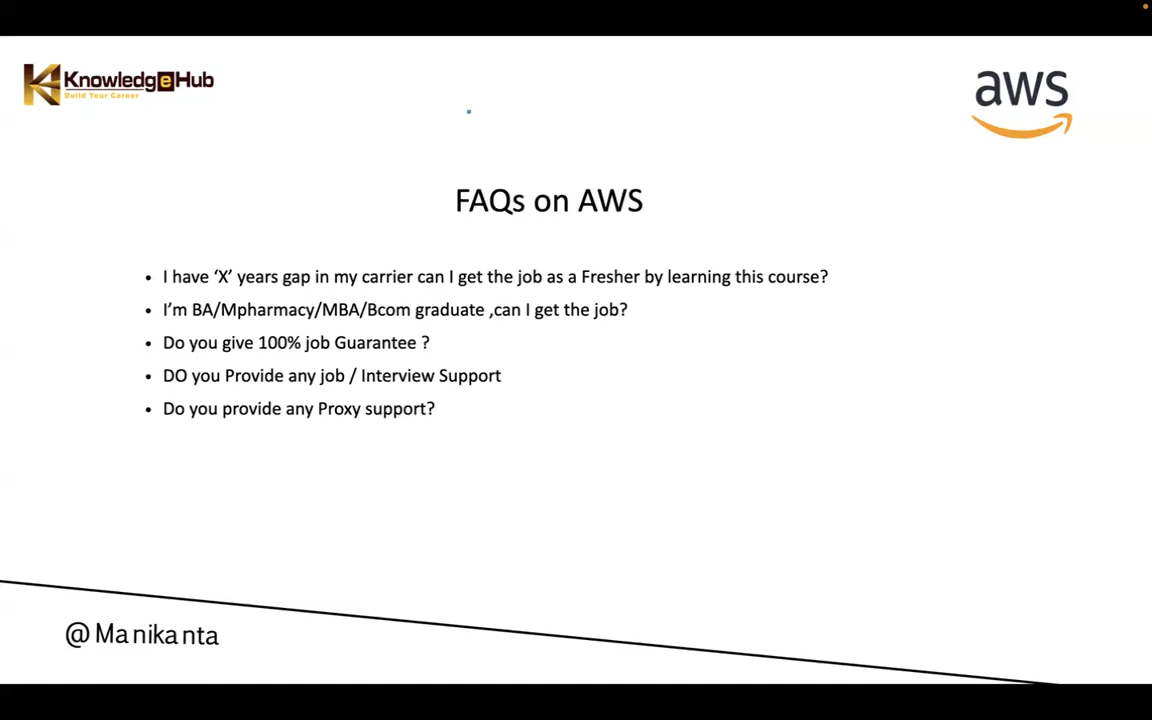 KnowledgeHub
Build Your Career
aws
FAQs on AWS
• I have ‘X’ years gap in my carrier can I get the job as a Fresher by learning this course?
• I’m BA/Mpharmacy/MBA/Bcom graduate ,can I get the job?
• Do you give 100% job Guarantee ?
• DO you Provide any job / Interview Support
• Do you provide any Proxy support?
@Manikanta